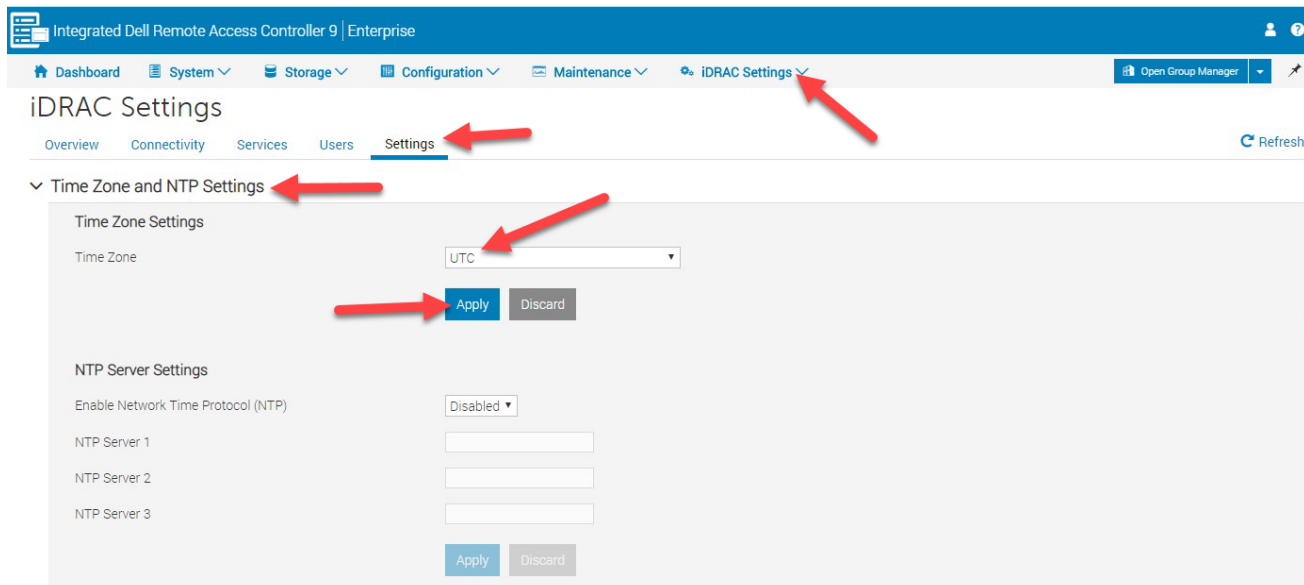 Integrated Dell Remote Access Controller 9 | Enterprise
Dashboard System Storage Configuration Maintenance iDRAC Settings Open Group Manager
iDRAC Settings
Overview Connectivity Services Users Settings Refresh
Time Zone and NTP Settings
Time Zone Settings
Time Zone UTC
Apply Discard
NTP Server Settings
Enable Network Time Protocol (NTP) Disabled
NTP Server 1
NTP Server 2
NTP Server 3
Apply Discard